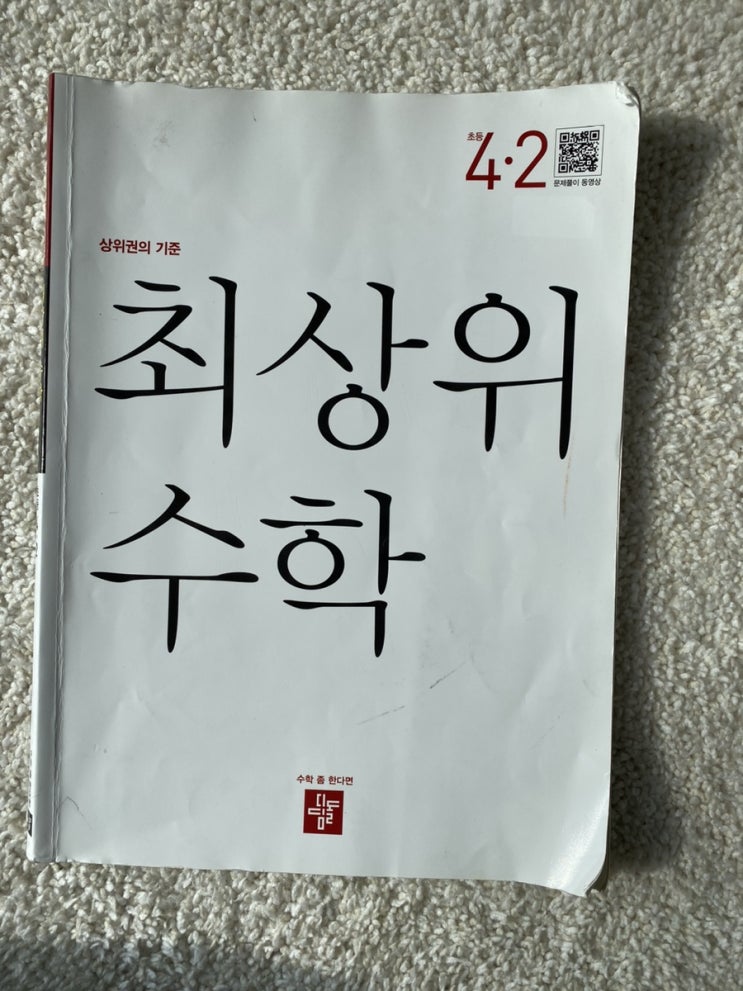 초등
4·2
문제풀이 동영상
상위권의 기준
최상위
수학
수학 좀 한다면
디딤돌